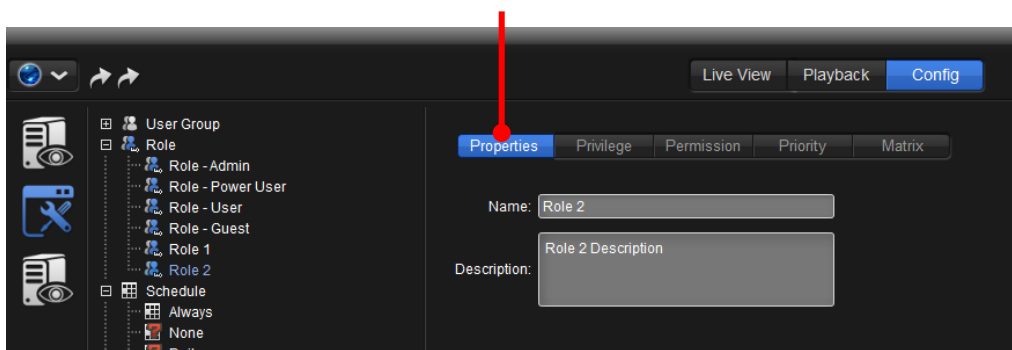 Live View Playback Config
User Group
Role
Role - Admin
Role - Power User
Role - User
Role - Guest
Role 1
Role 2
Schedule
Always
None
Properties Privilege Permission Priority Matrix
Name: Role 2
Description: Role 2 Description